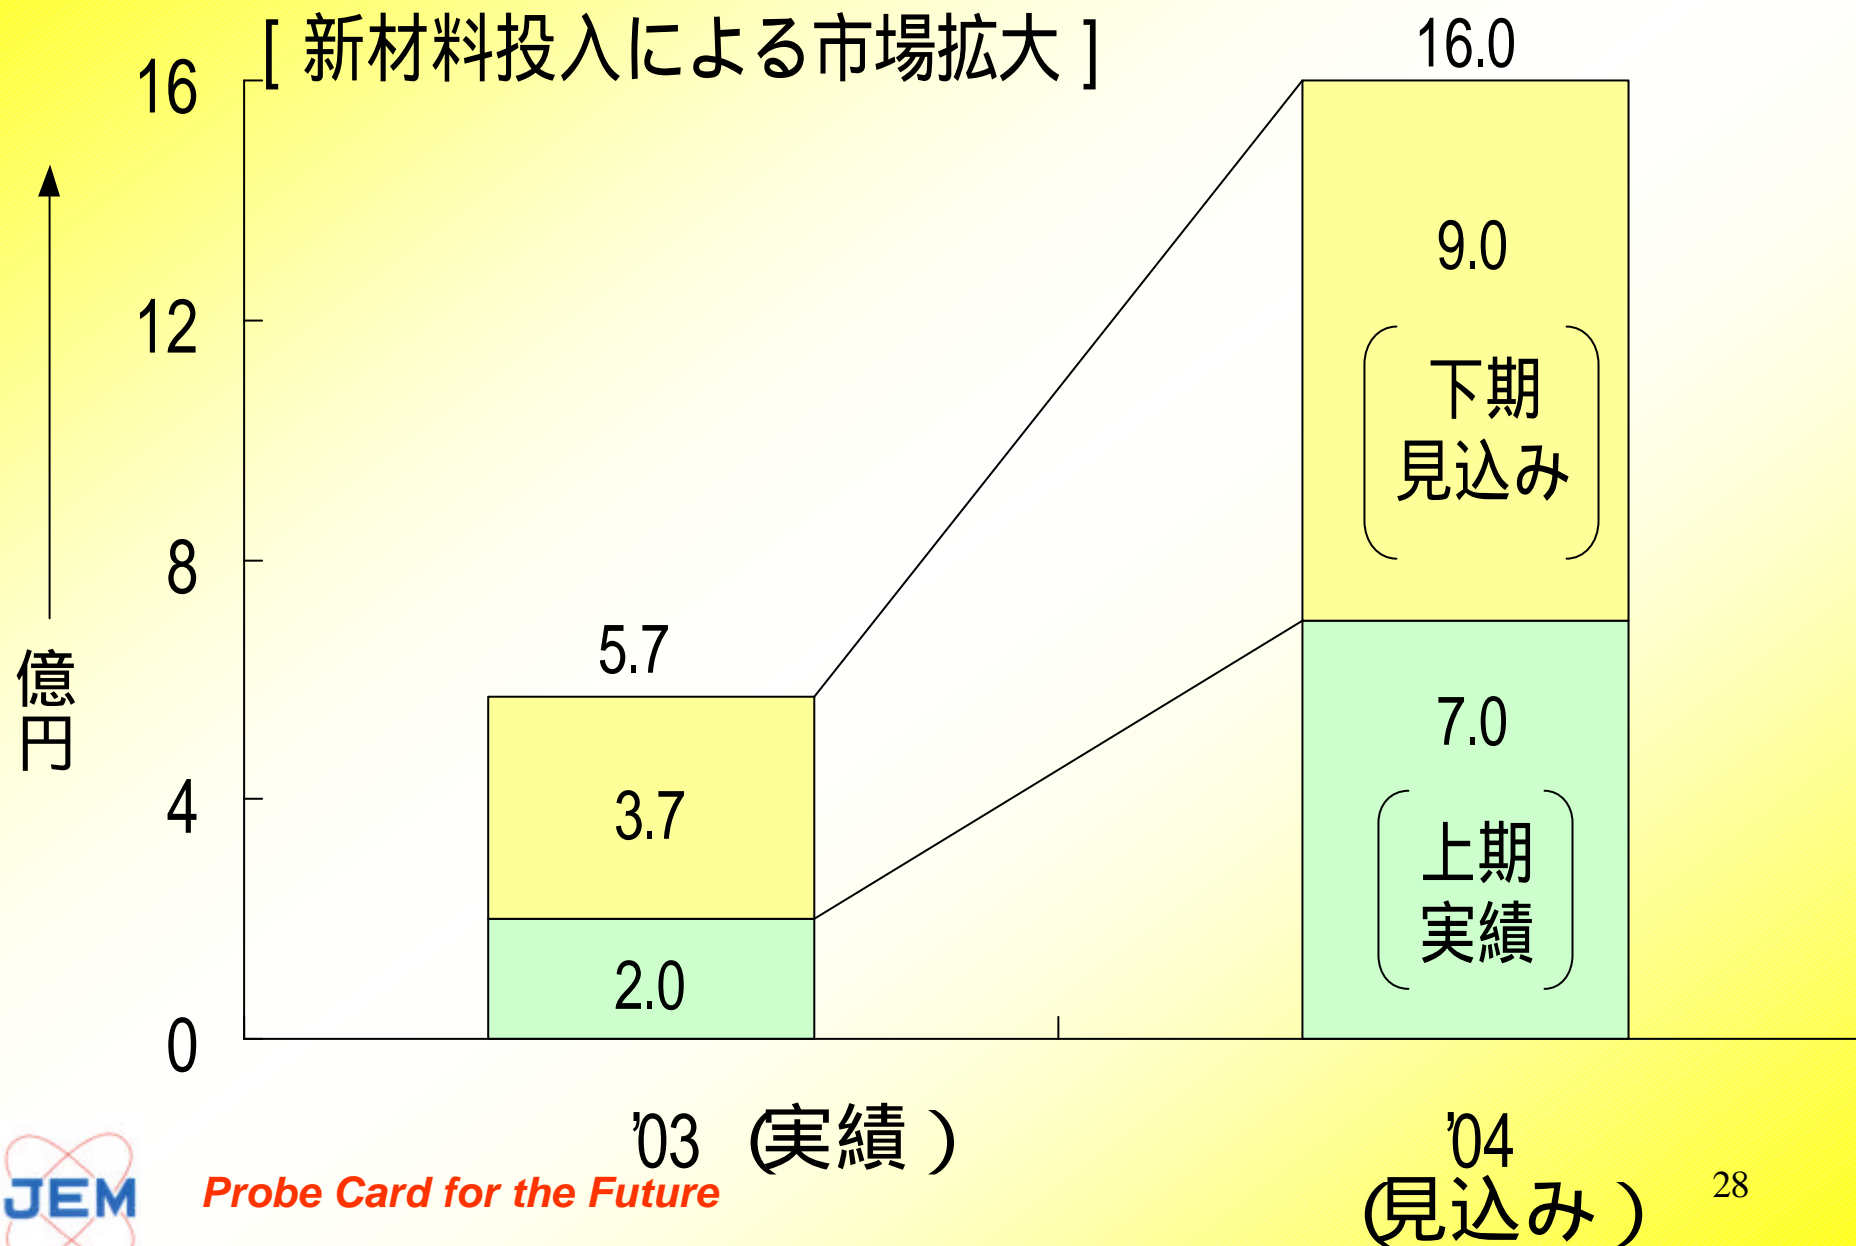 [ 新材料投入による市場拡大 ]
16.0
16
12
8
4
0
億円
5.7
3.7
2.0
9.0
下期
見込み
7.0
上期
実績
'03 (実績)
'04
(見込み)
JEM
Probe Card for the Future
28